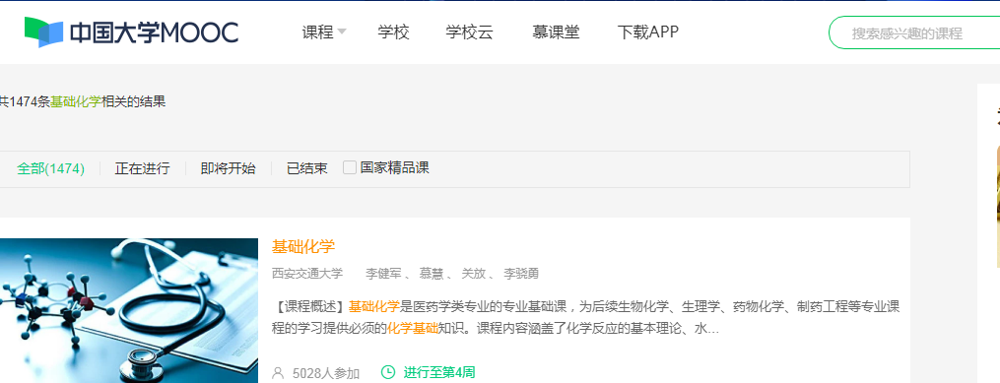 中国大学MOOC
课程 学校 学校云 慕课堂 下载APP 搜索感兴趣的课程
共1474条基础化学相关的结果
全部(1474) 正在进行 即将开始 已结束 国家精品课
基础化学
西安交通大学 李健军 、 慕慧 、 关放 、 李骁勇
【课程概述】基础化学是医药学类专业的专业基础课，为后续生物化学、生理学、药物化学、制药工程等专业课
程的学习提供必须的化学基础知识。课程内容涵盖了化学反应的基本理论、水...
5028人参加 进行至第4周